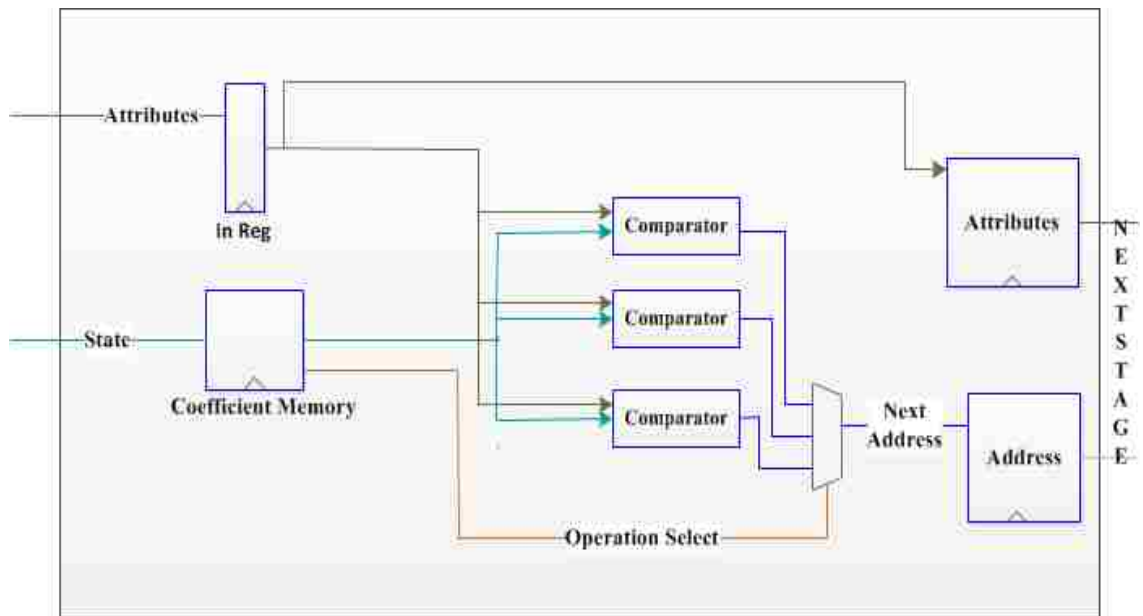 Attributes
in Reg
State
Coefficient Memory
Comparator
Comparator
Comparator
Operation Select
Next
Address
Attributes
Address
N
E
X
T
S
T
A
G
E